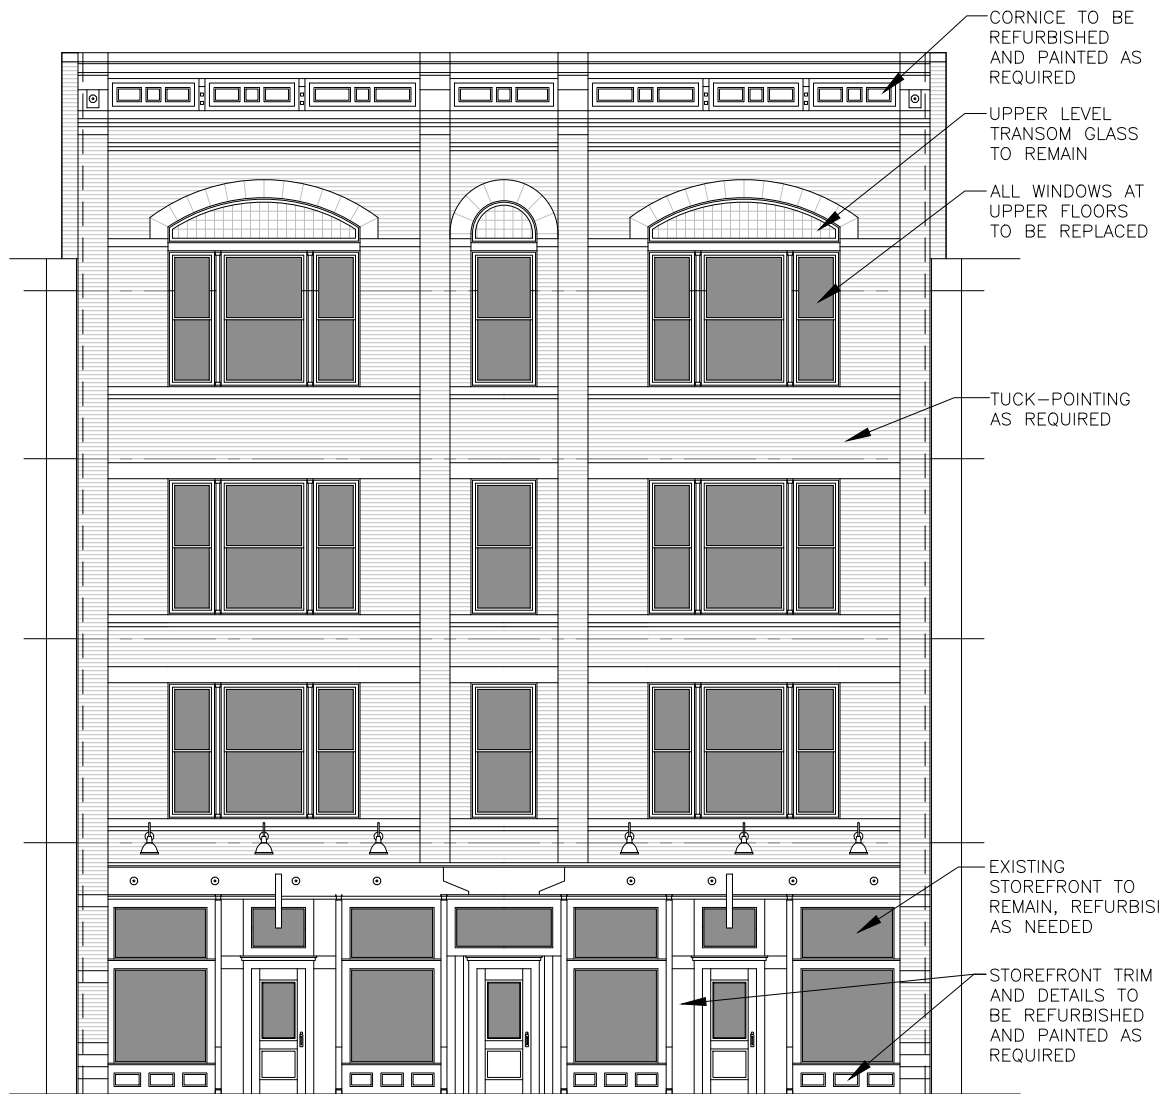 CORNICE TO BE
REFURBISHED
AND PAINTED AS
REQUIRED
UPPER LEVEL
TRANSOM GLASS
TO REMAIN
ALL WINDOWS AT
UPPER FLOORS
TO BE REPLACED
TUCK-POINTING
AS REQUIRED
EXISTING
STOREFRONT TO
REMAIN, REFURBISI
AS NEEDED
STOREFRONT TRIM
AND DETAILS TO
BE REFURBISHED
AND PAINTED AS
REQUIRED